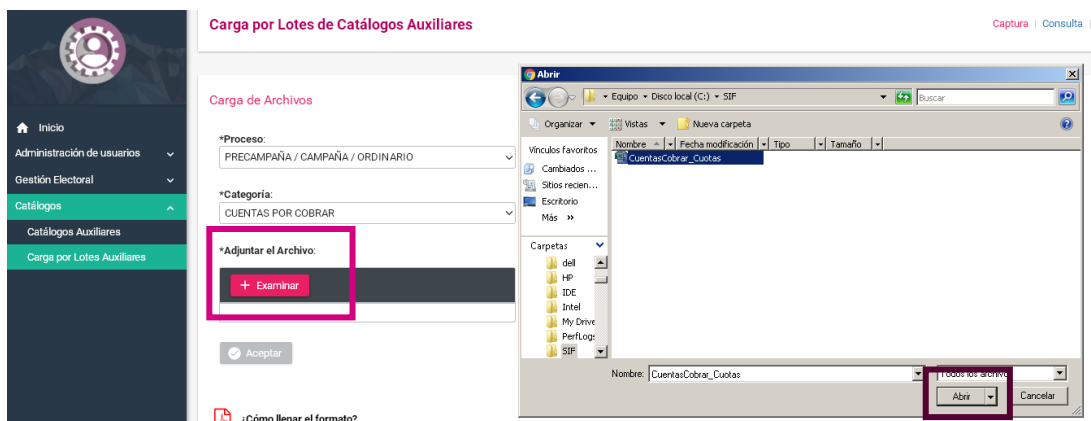 Carga por Lotes de Catálogos Auxiliares
Captura | Consulta |
Inicio
Administración de usuarios
Gestión Electoral
Catálogos
Catálogos Auxiliares
Carga por Lotes Auxiliares
Carga de Archivos
*Proceso:
PRECAMPAÑA / CAMPAÑA / ORDINARIO
*Categoría:
CUENTAS POR COBRAR
*Adjuntar el Archivo:
+ Examinar
Aceptar
¿Cómo llenar el formato?
Abrir
Equipo Disco local (C:) SIF
Buscar
Organizar Vistas Nueva carpeta
Vínculos favoritos
Cambiados ...
Sitios recien...
Escritorio
Más »
Carpetas
dell
HP
IDE
Intel
My Drive
PerfLogs
SIF
Nombre Fecha modificación Tipo Tamaño
CuentasCobrar_Cuotas
Nombre: CuentasCobrar_Cuotas
Todos los archivo
Abrir Cancelar